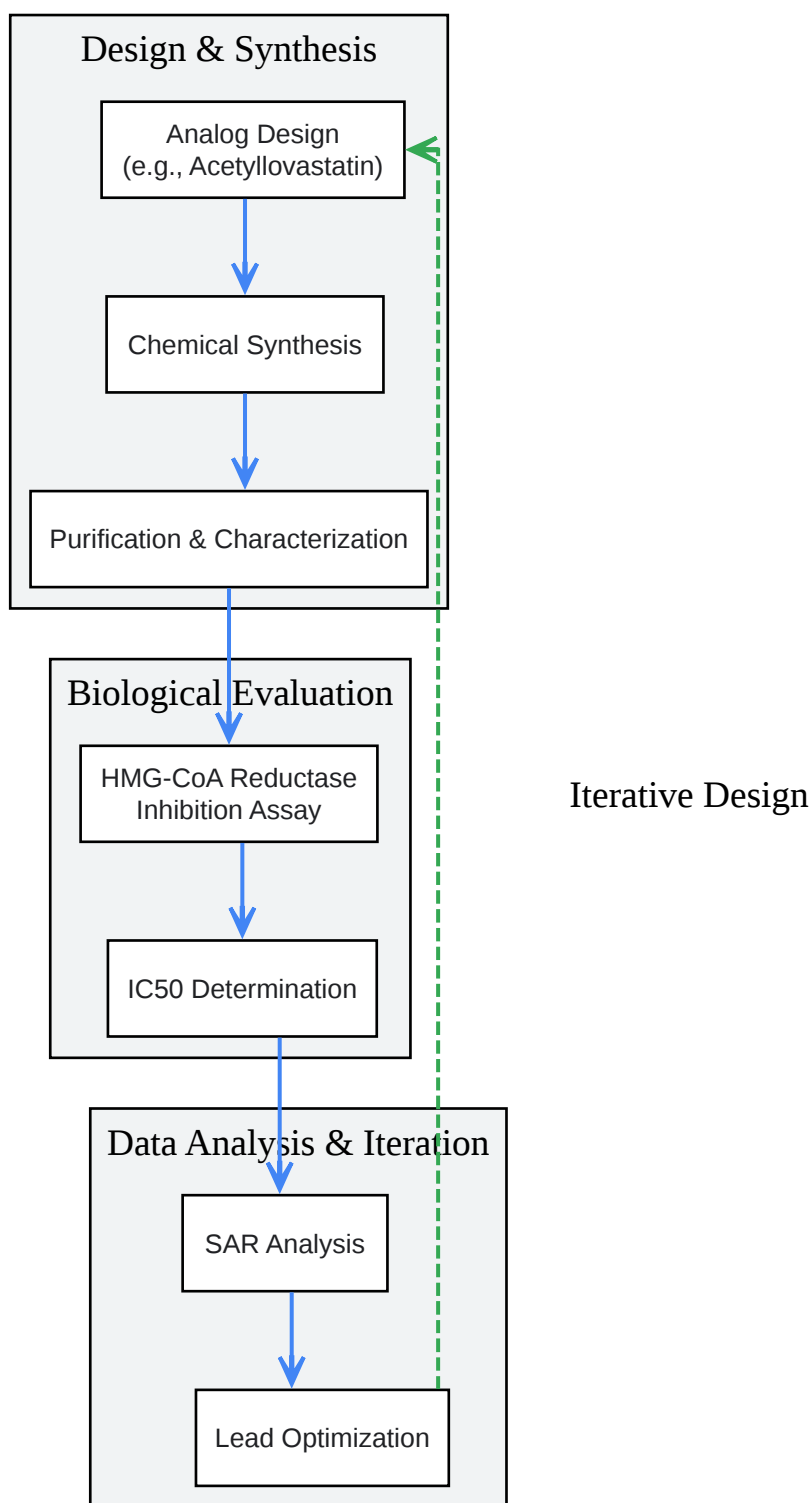 Design & Synthesis
Analog Design
(e.g., Acetyllovastatin)
Chemical Synthesis
Purification & Characterization
Biological Evaluation
HMG-CoA Reductase
Inhibition Assay
Iterative Design
IC50 Determination
Data Analysis & Iteration
SAR Analysis
Lead Optimization